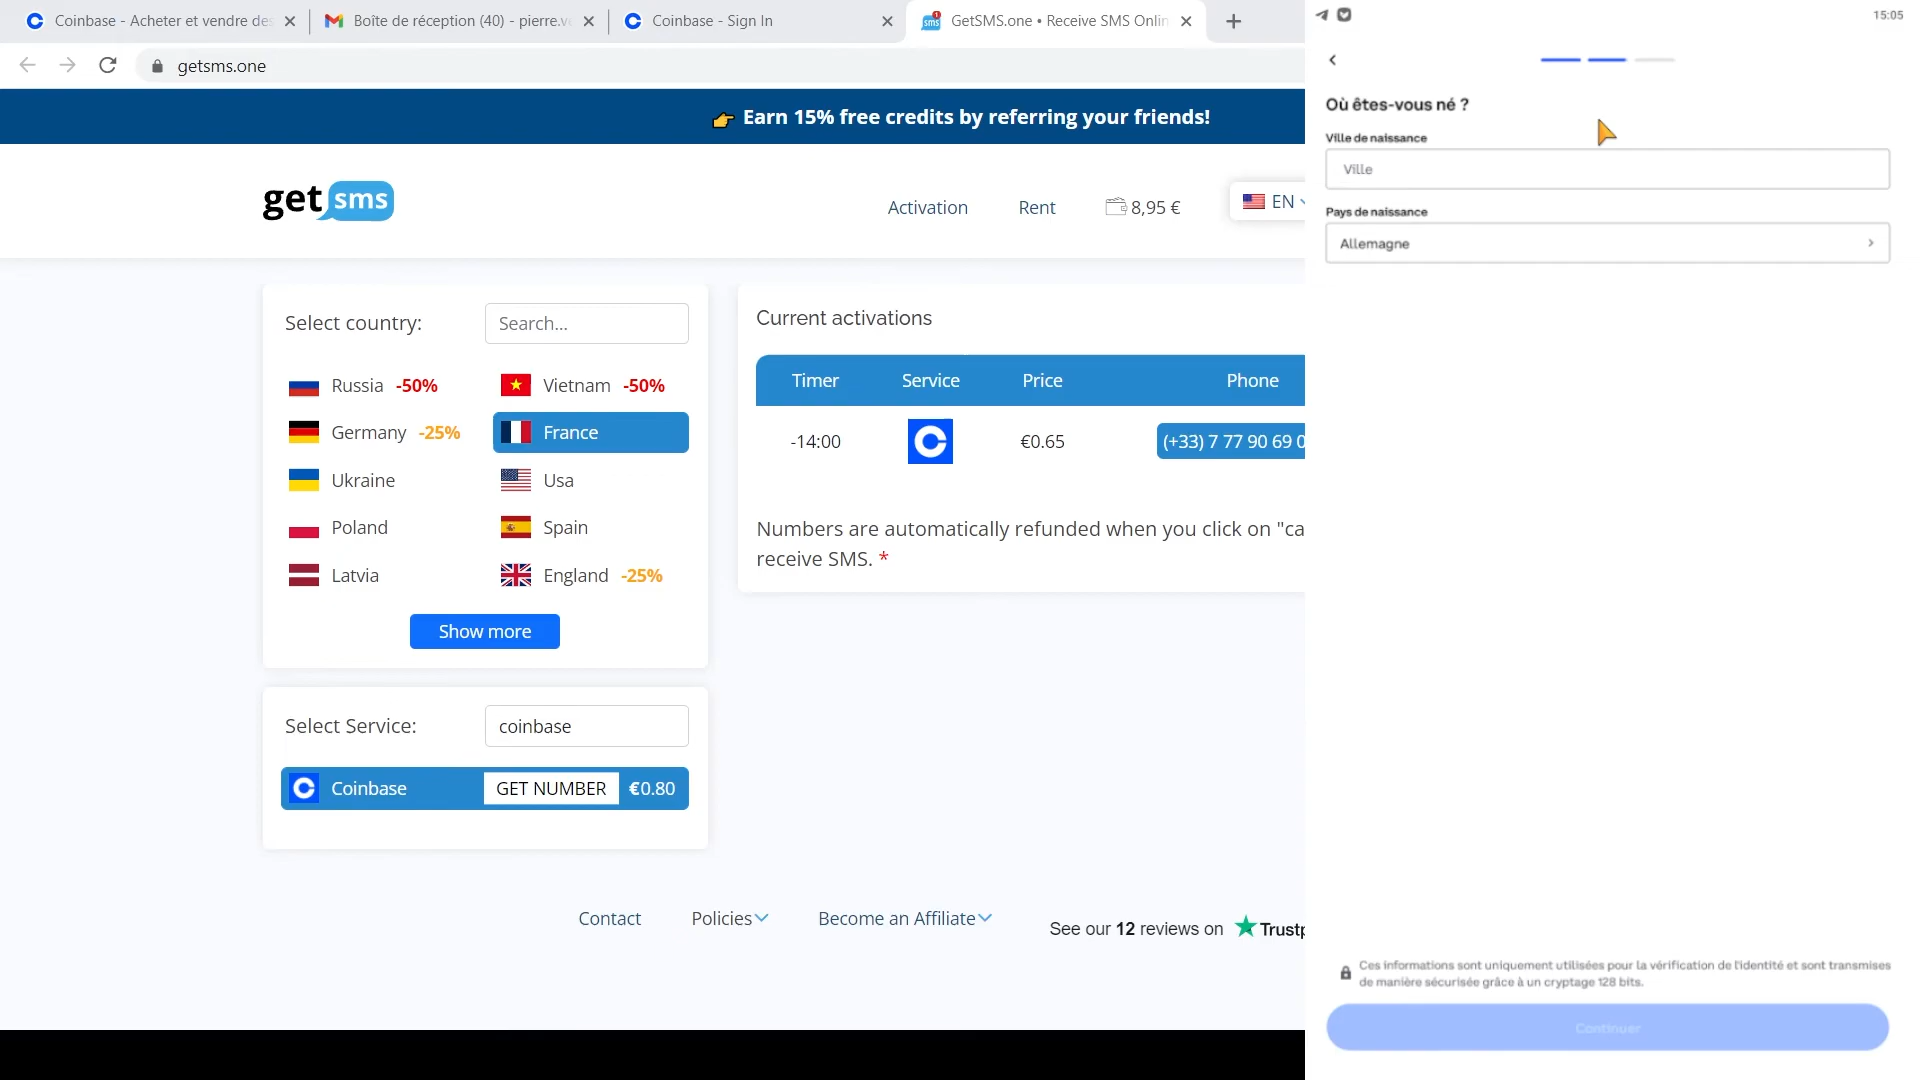 Coinbase - Acheter et vendre des
Boîte de réception (40) - pierre.v
Coinbase - Sign In
GetSMS.one • Receive SMS Onlin
getsms.one
Earn 15% free credits by referring your friends!
get sms
Activation
Rent
8,95 €
EN
Select country:
Search...
Russia -50%
Vietnam -50%
Germany -25%
France
Ukraine
Usa
Poland
Spain
Latvia
England -25%
Show more
Select Service:
coinbase
Coinbase
GET NUMBER
€0.80
Current activations
Timer
Service
Price
Phone
-14:00
€0.65
(+33) 7 77 90 69 0
Numbers are automatically refunded when you click on "ca
receive SMS. *
Contact
Policies
Become an Affiliate
See our 12 reviews on
Trustp
15:05
Où êtes-vous né ?
Ville de naissance
Ville
Pays de naissance
Allemagne
Ces informations sont uniquement utilisées pour la vérification de l'identité et sont transmises
de manière sécurisée grâce à un cryptage 128 bits.
Continuer